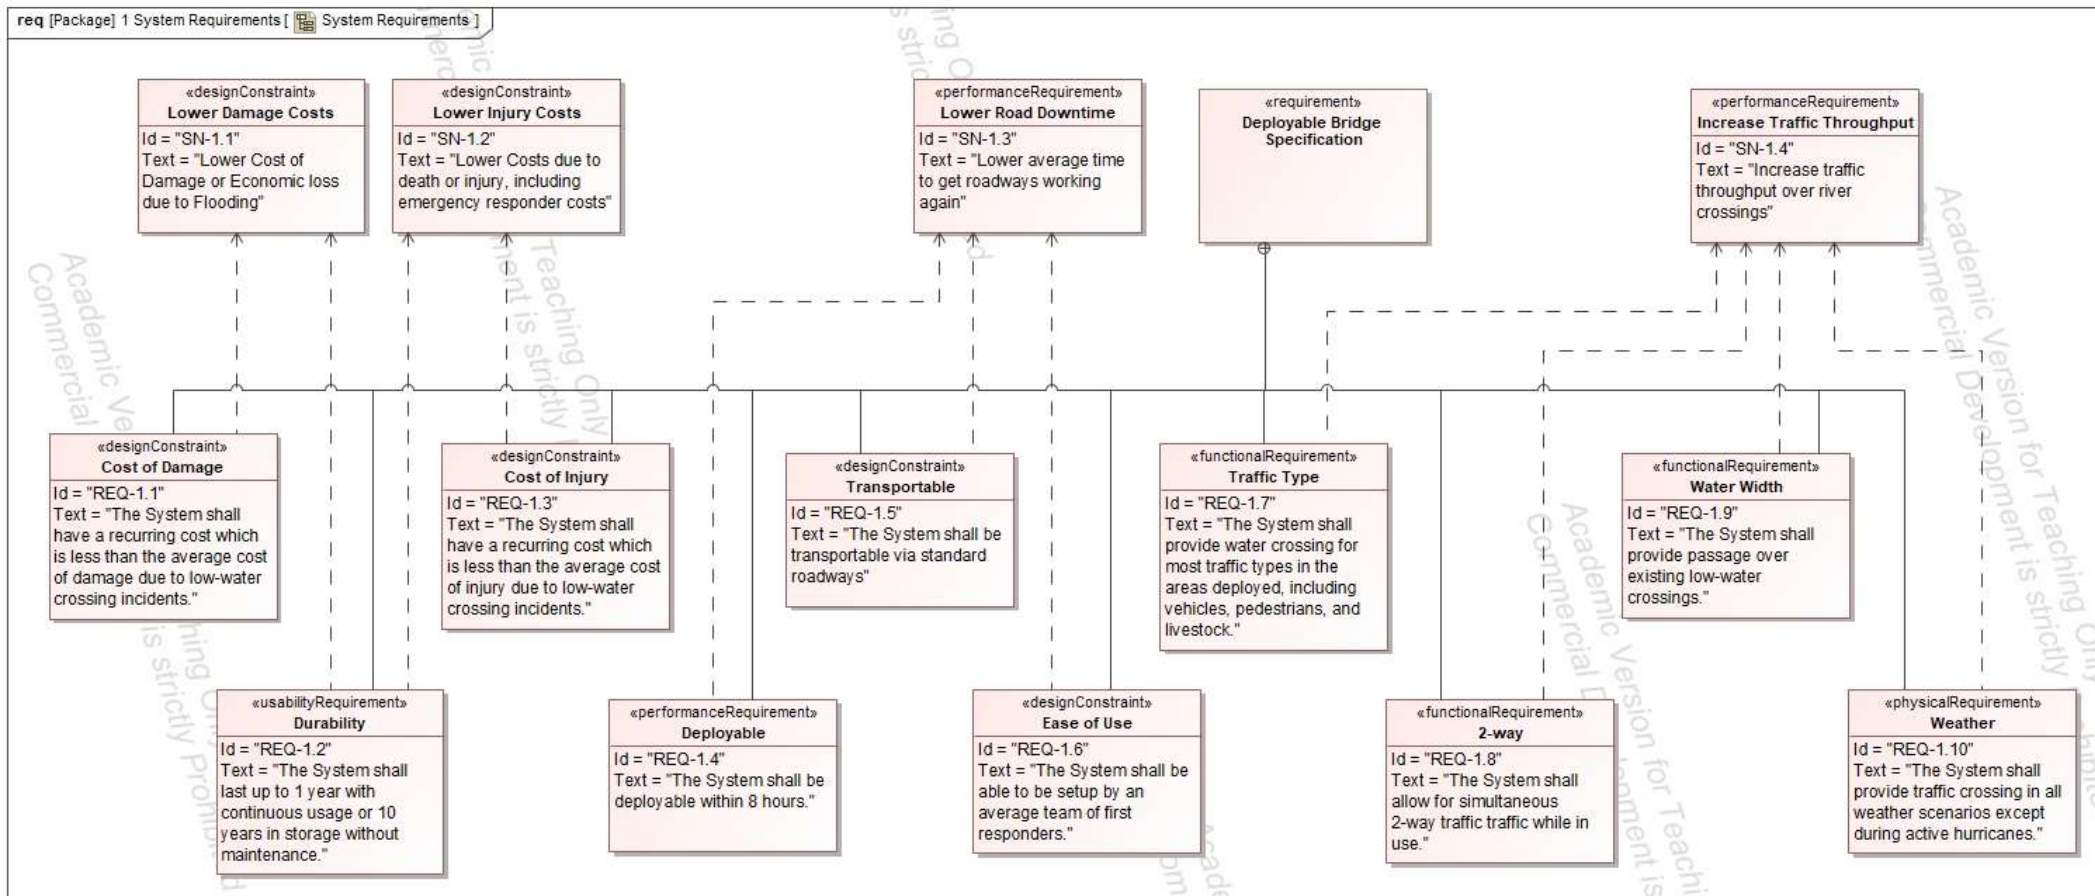 req [Package] 1 System Requirements [ System Requirements ]
«designConstraint»
Lower Damage Costs
Id = "SN-1.1"
Text = "Lower Cost of
Damage or Economic loss
due to Flooding"
«designConstraint»
Lower Injury Costs
Id = "SN-1.2"
Text = "Lower Costs due to
death or injury, including
emergency responder costs"
«performanceRequirement»
Lower Road Downtime
Id = "SN-1.3"
Text = "Lower average time
to get roadways working
again"
«requirement»
Deployable Bridge
Specification
«performanceRequirement»
Increase Traffic Throughput
Id = "SN-1.4"
Text = "Increase traffic
throughput over river
crossings"
«designConstraint»
Cost of Damage
Id = "REQ-1.1"
Text = "The System shall
have a recurring cost which
is less than the average cost
of damage due to low-water
crossing incidents."
«designConstraint»
Cost of Injury
Id = "REQ-1.3"
Text = "The System shall
have a recurring cost which
is less than the average cost
of injury due to low-water
crossing incidents."
«designConstraint»
Transportable
Id = "REQ-1.5"
Text = "The System shall be
transportable via standard
roadways"
«functionalRequirement»
Traffic Type
Id = "REQ-1.7"
Text = "The System shall
provide water crossing for
most traffic types in the
areas deployed, including
vehicles, pedestrians, and
livestock."
«functionalRequirement»
Water Width
Id = "REQ-1.9"
Text = "The System shall
provide passage over
existing low-water
crossings."
«usabilityRequirement»
Durability
Id = "REQ-1.2"
Text = "The System shall
last up to 1 year with
continuous usage or 10
years in storage without
maintenance."
«performanceRequirement»
Deployable
Id = "REQ-1.4"
Text = "The System shall be
deployable within 8 hours."
«designConstraint»
Ease of Use
Id = "REQ-1.6"
Text = "The System shall be
able to be setup by an
average team of first
responders."
«functionalRequirement»
2-way
Id = "REQ-1.8"
Text = "The System shall
allow for simultaneous
2-way traffic traffic while in
use."
«physicalRequirement»
Weather
Id = "REQ-1.10"
Text = "The System shall
provide traffic crossing in all
weather scenarios except
during active hurricanes."
Academic Version for Teaching Only
Commercial Development is strictly